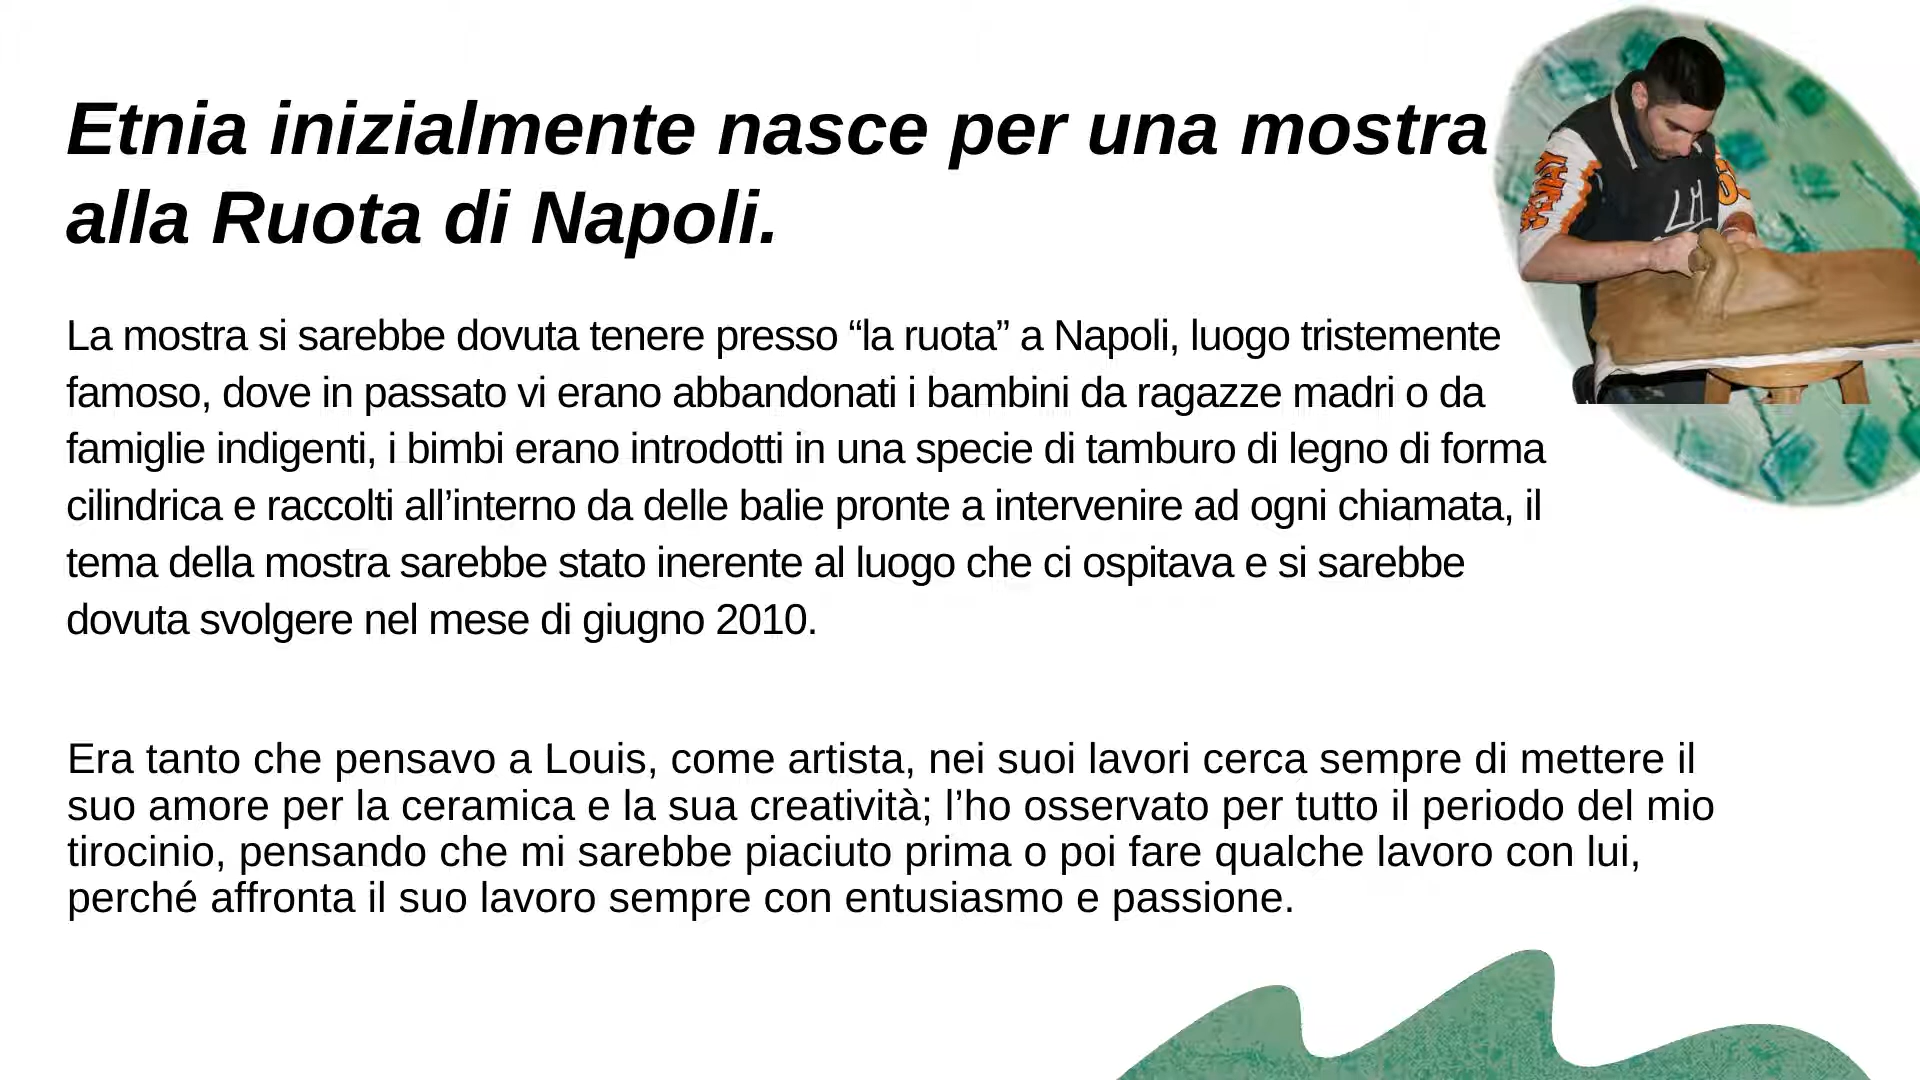 Etnia inizialmente nasce per una mostra
alla Ruota di Napoli.
La mostra si sarebbe dovuta tenere presso “la ruota” a Napoli, luogo tristemente
famoso, dove in passato vi erano abbandonati i bambini da ragazze madri o da
famiglie indigenti, i bimbi erano introdotti in una specie di tamburo di legno di forma
cilindrica e raccolti all’interno da delle balie pronte a intervenire ad ogni chiamata, il
tema della mostra sarebbe stato inerente al luogo che ci ospitava e si sarebbe
dovuta svolgere nel mese di giugno 2010.
Era tanto che pensavo a Louis, come artista, nei suoi lavori cerca sempre di mettere il
suo amore per la ceramica e la sua creatività; l’ho osservato per tutto il periodo del mio
tirocinio, pensando che mi sarebbe piaciuto prima o poi fare qualche lavoro con lui,
perché affronta il suo lavoro sempre con entusiasmo e passione.